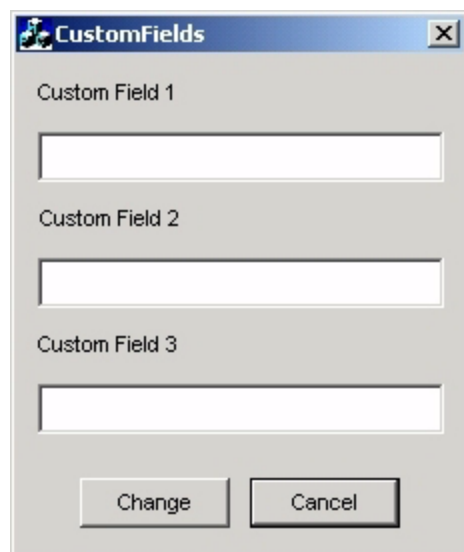 CustomFields
Custom Field 1
Custom Field 2
Custom Field 3
Change Cancel